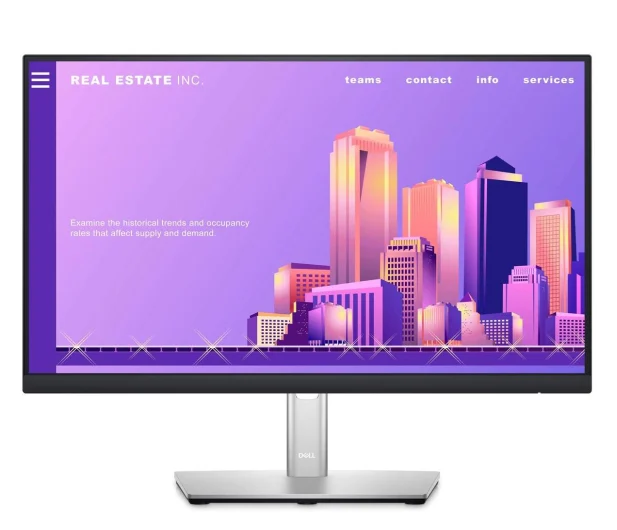 REAL ESTATE INC.
teams contact info services
Examine the historical trends and occupancy
rates that affect supply and demand.
DELL